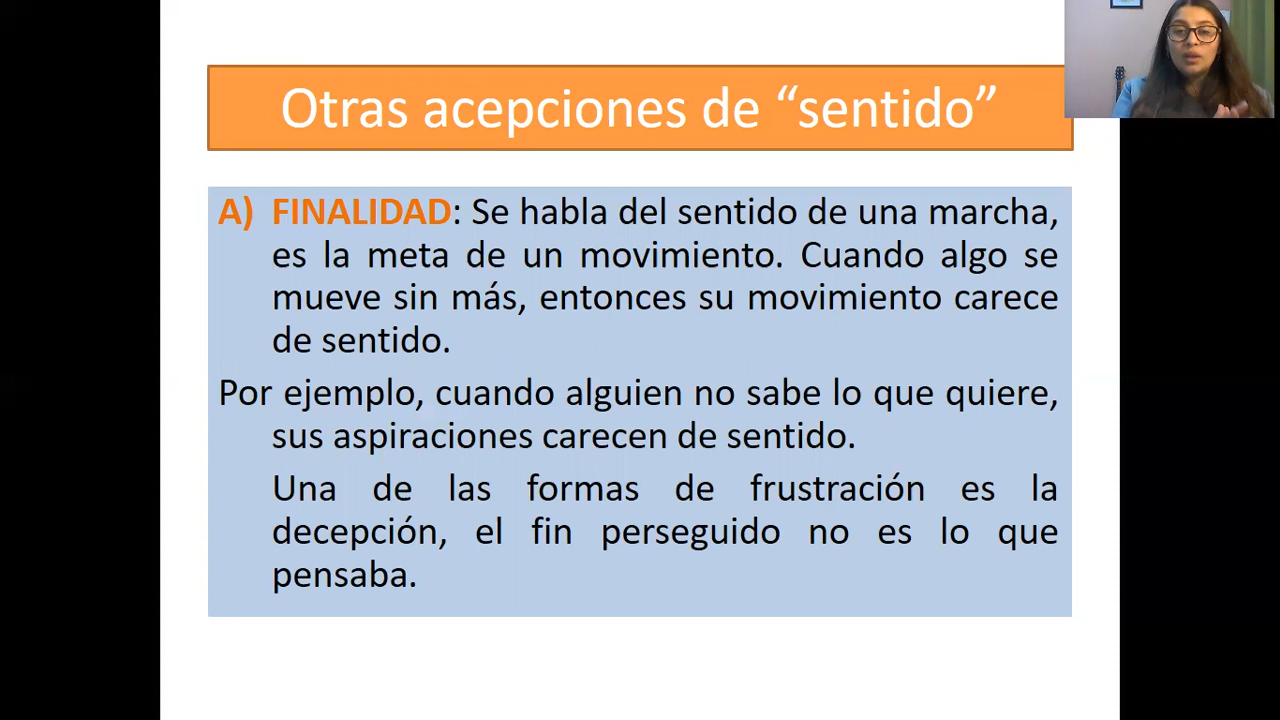 Otras acepciones de “sentido”
A) FINALIDAD: Se habla del sentido de una marcha,
es la meta de un movimiento. Cuando algo se
mueve sin más, entonces su movimiento carece
de sentido.
Por ejemplo, cuando alguien no sabe lo que quiere,
sus aspiraciones carecen de sentido.
Una de las formas de frustración es la
decepción, el fin perseguido no es lo que
pensaba.